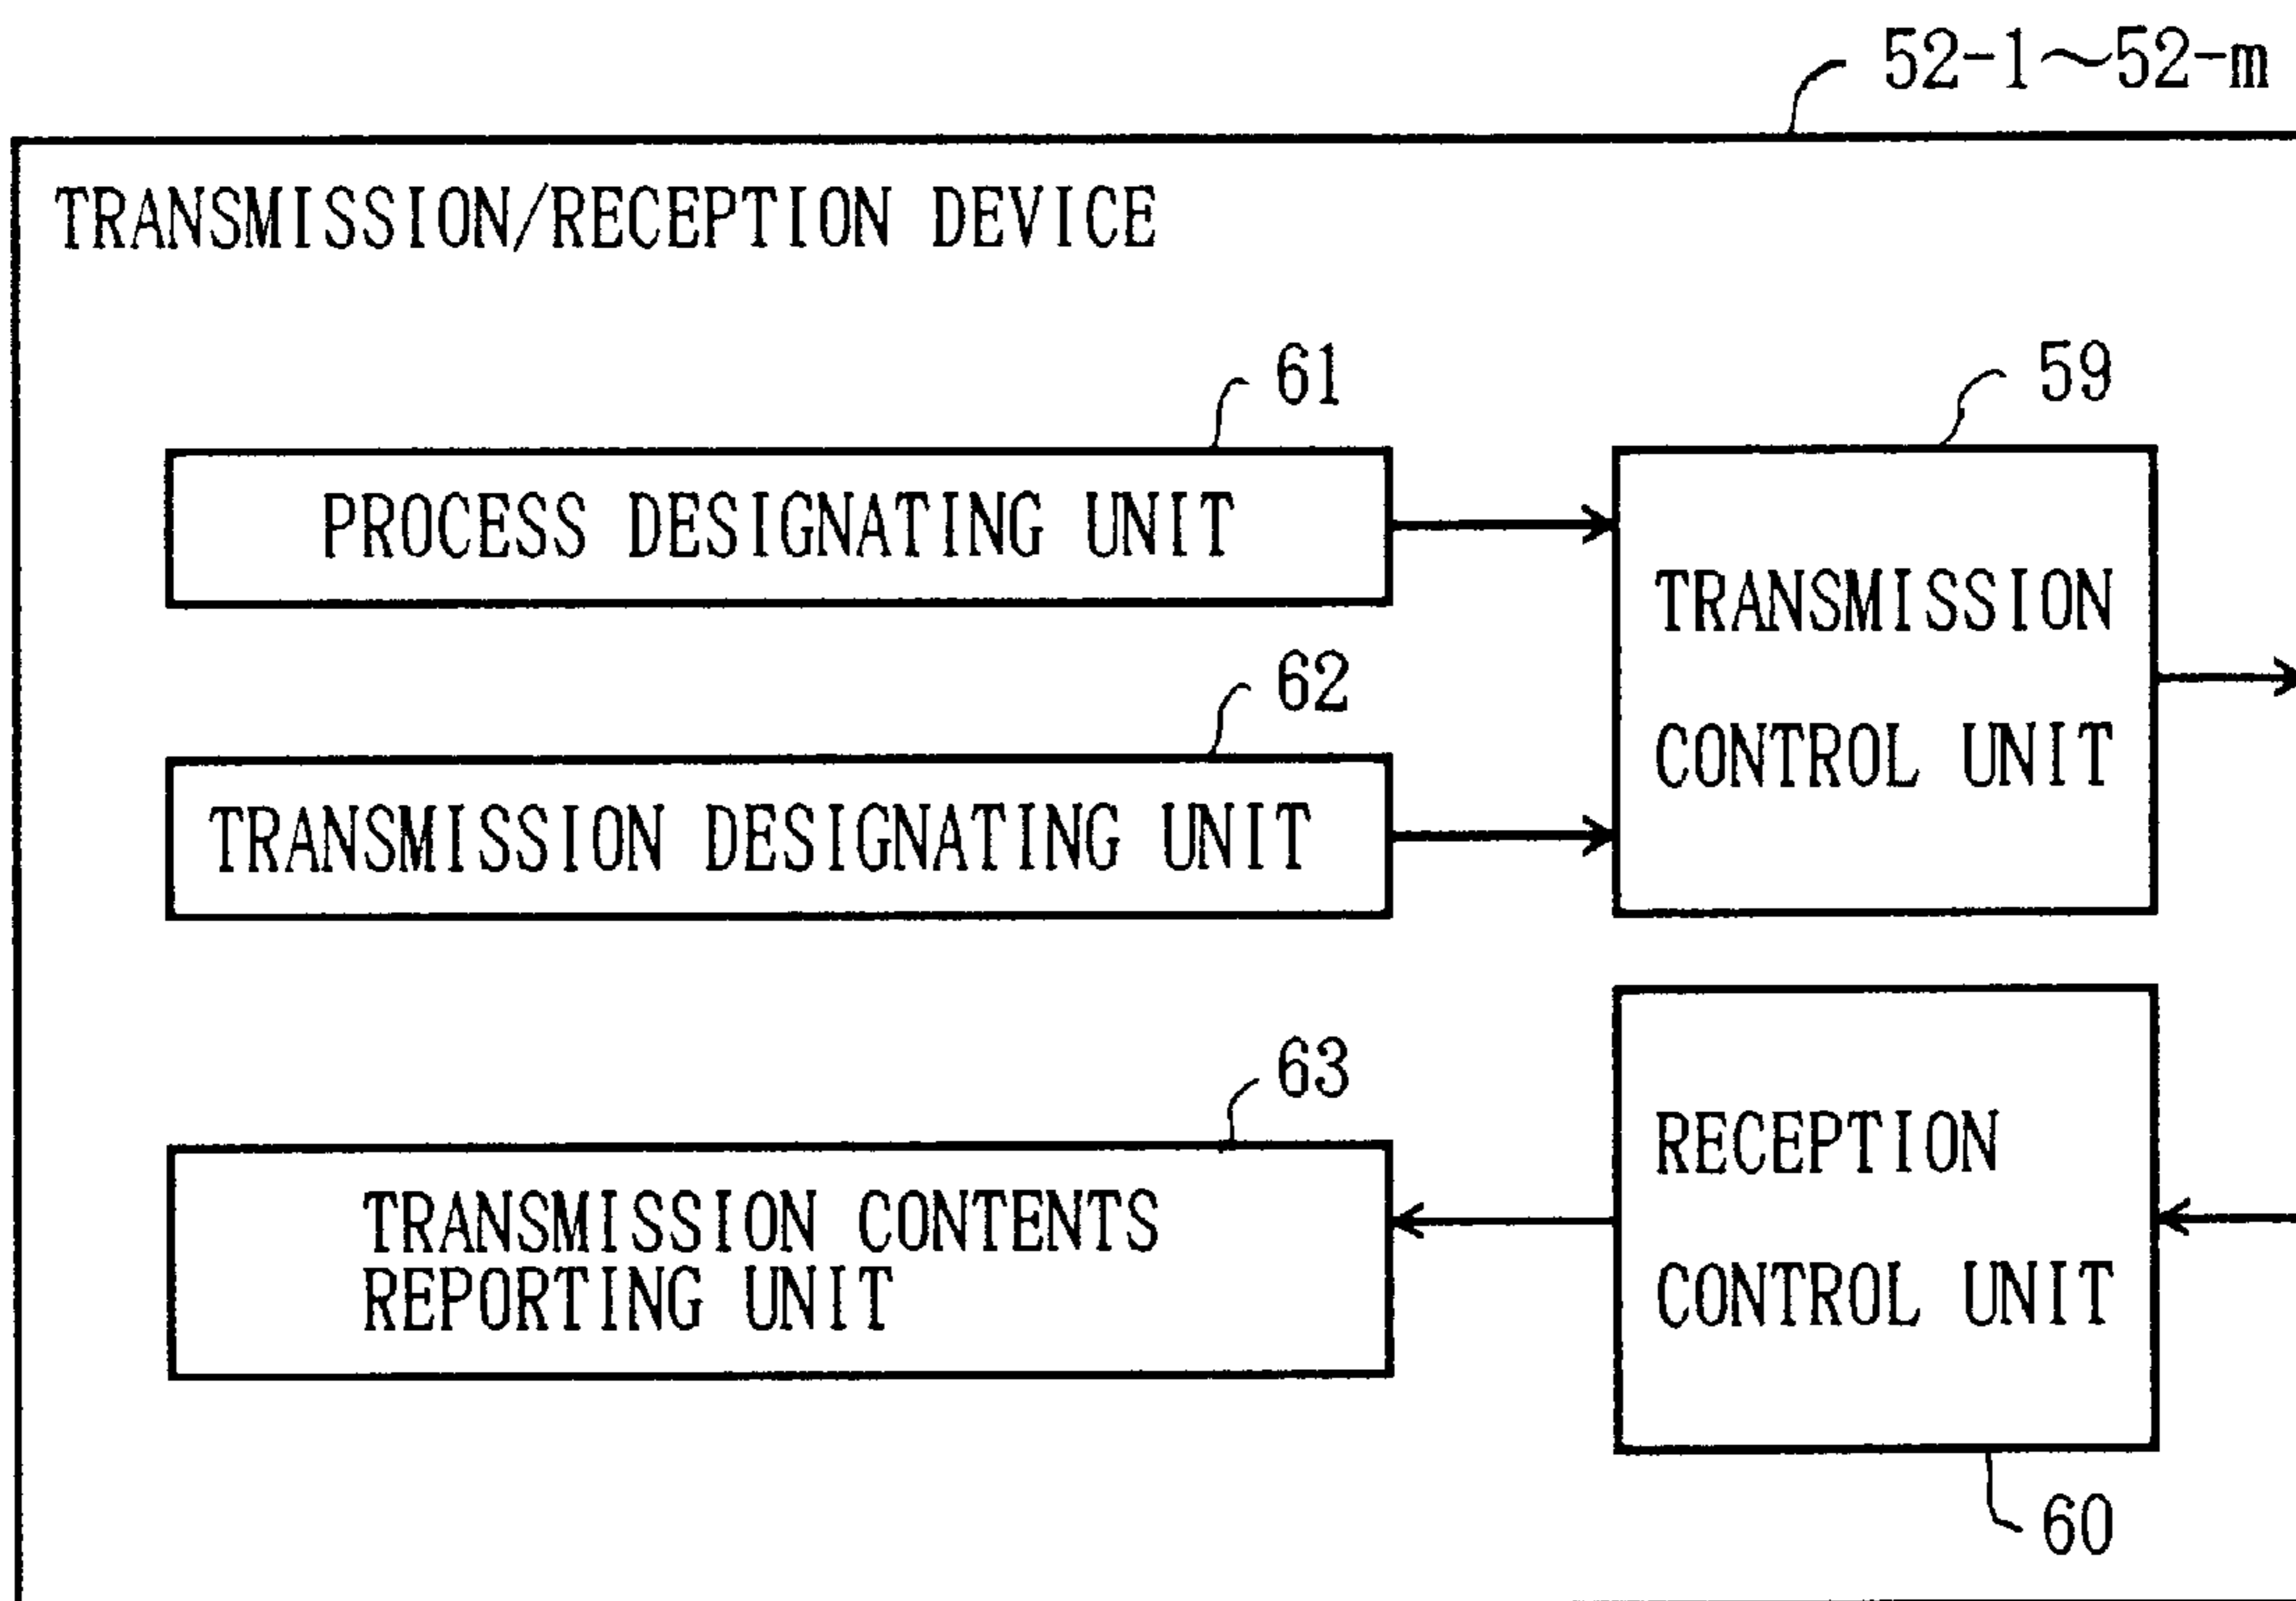 52-1～52-m
TRANSMISSION/RECEPTION DEVICE
61
59
PROCESS DESIGNATING UNIT
TRANSMISSION
CONTROL UNIT
62
TRANSMISSION DESIGNATING UNIT
63
TRANSMISSION CONTENTS
REPORTING UNIT
RECEPTION
CONTROL UNIT
60